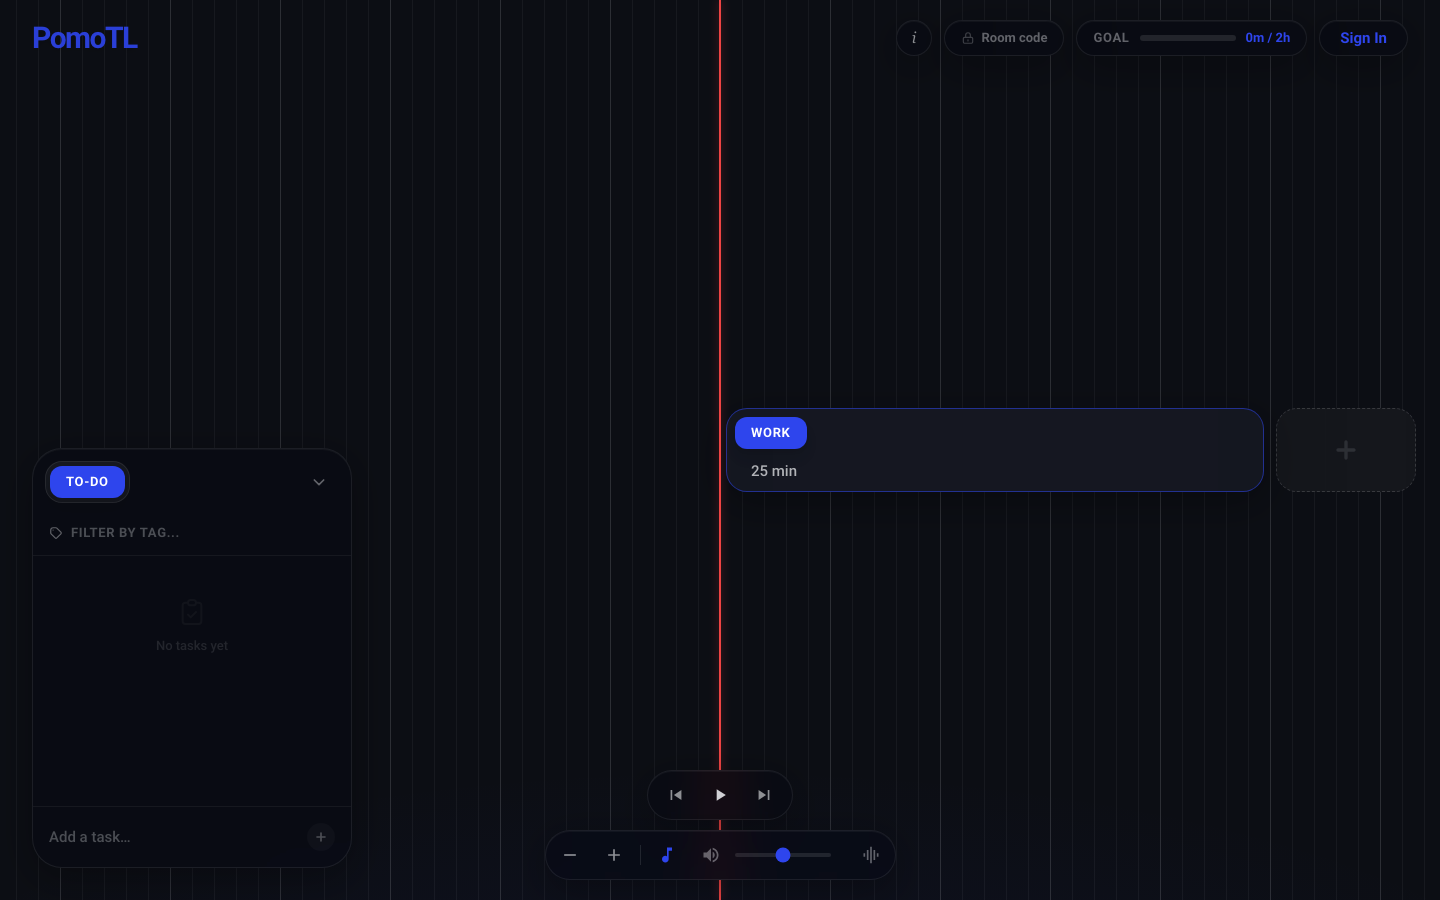 PomoTL
i
Room code
GOAL
0m / 2h
Sign In
WORK
25 min
TO-DO
FILTER BY TAG...
No tasks yet
Add a task...